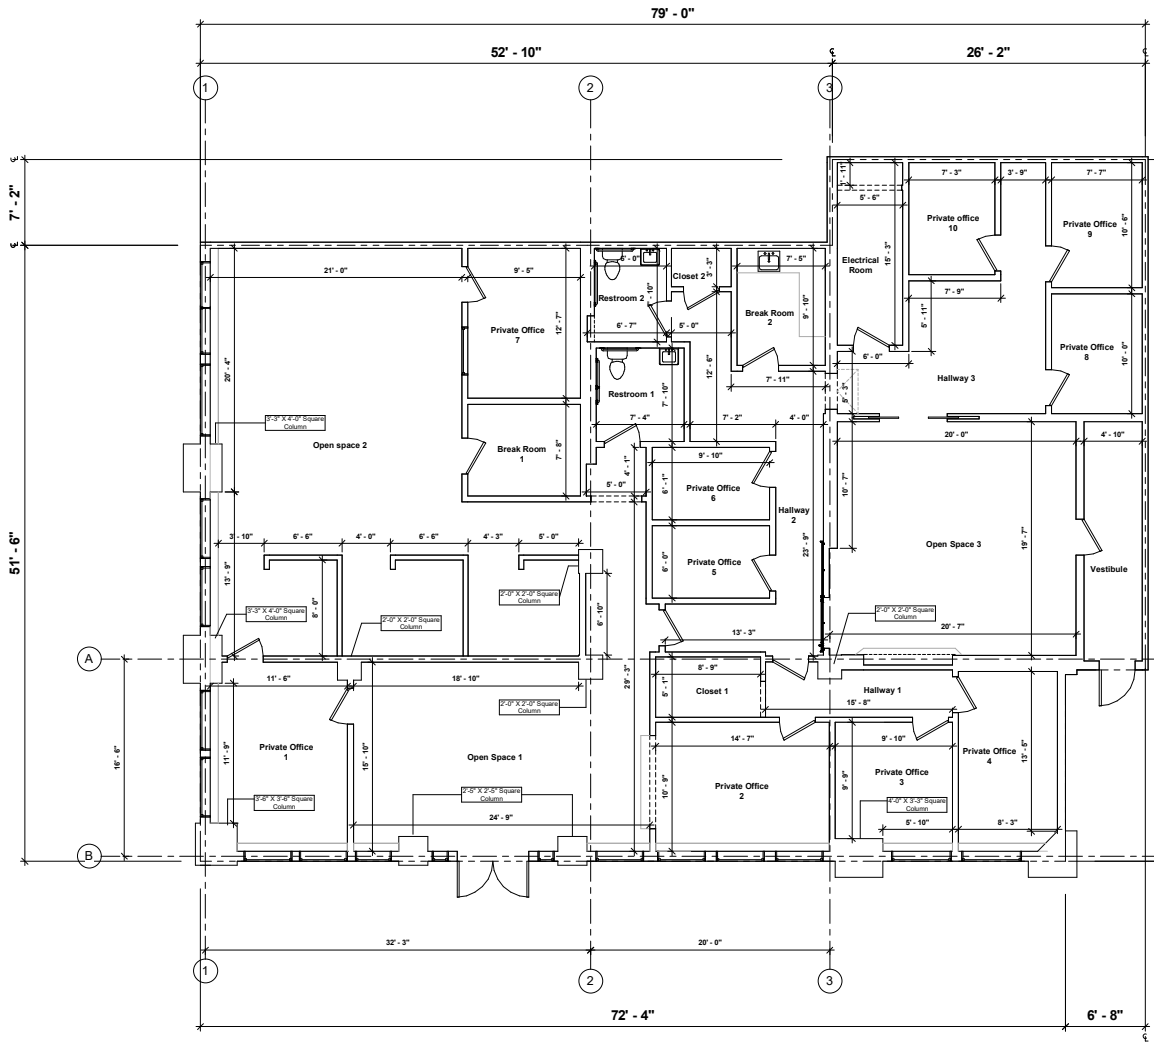 79' - 0"
52' - 10"
26' - 2"
℄
℄
1
2
3
℄
7' - 2"
℄
51' - 6"
1' - 11"
7' - 3"
3' - 9"
7' - 7"
5' - 6"
Private office
10
Private Office
9
10' - 6"
Electrical
Room
15' - 3"
21' - 0"
9' - 5"
6' - 0"
Closet 2
3' - 3"
7' - 5"
7' - 9"
Restroom 2
Break Room
2
9' - 10"
5' - 11"
Private Office
7
12' - 7"
6' - 7"
5' - 0"
Private Office
8
10' - 0"
20' - 4"
12' - 6"
6' - 0"
7' - 11"
Hallway 3
5' - 3"
Restroom 1
7' - 10"
3'-3" X 4'-0" Square
Column
7' - 4"
7' - 2"
4' - 0"
Open space 2
Break Room
1
7' - 8"
20' - 0"
4' - 10"
4' - 1"
9' - 10"
5' - 0"
6' - 1"
Private Office
6
10' - 7"
Hallway
2
3' - 10"
6' - 6"
4' - 0"
6' - 6"
4' - 3"
5' - 0"
Open Space 3
19' - 7"
13' - 9"
8' - 0"
Private Office
5
6' - 0"
23' - 9"
Vestibule
2'-0" X 2'-0" Square
Column
3'-3" X 4'-0" Square
Column
2'-0" X 2'-0" Square
Column
6' - 10"
2'-0" X 2'-0" Square
Column
13' - 3"
20' - 7"
A
11' - 6"
18' - 10"
29' - 3"
8' - 9"
Closet 1
5' - 1"
Hallway 1
15' - 8"
2'-0" X 2'-0" Square
Column
16' - 6"
11' - 9"
Private Office
1
15' - 10"
Open Space 1
14' - 7"
9' - 10"
Private Office
4
13' - 5"
Private Office
2
10' - 9"
Private Office
3
9' - 9"
3'-6" X 3'-6" Square
Column
2'-5" X 2'-5" Square
Column
4'-0" X 3'-3" Square
Column
24' - 9"
5' - 10"
8' - 3"
B
32' - 3"
20' - 0"
1
2
3
72' - 4"
6' - 8"
℄